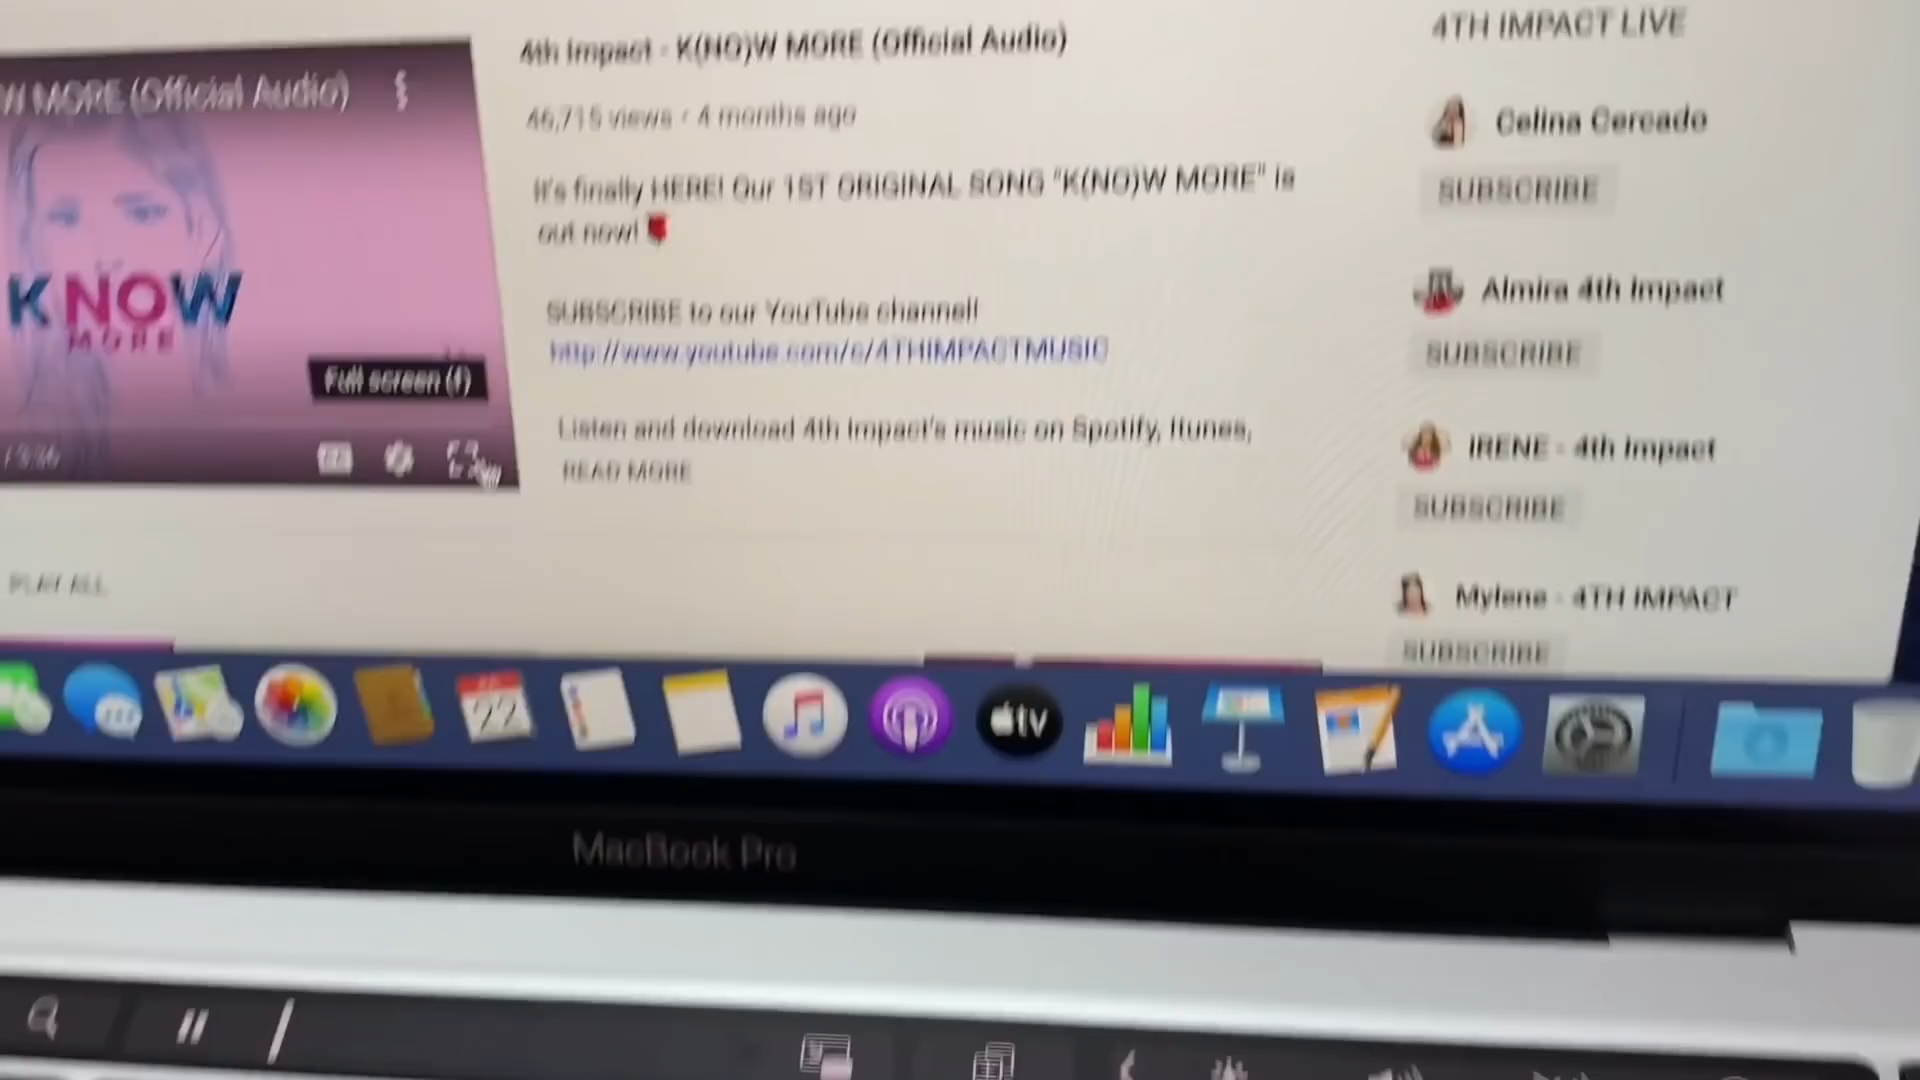 W MORE (Official Audio)
KNOW
MORE
Full screen (f)
/ 3:36
PLAY ALL
4th Impact - K(NO)W MORE (Official Audio)
46,715 views • 4 months ago
It's finally HERE! Our 1ST ORIGINAL SONG "K(NO)W MORE" is
out now!
SUBSCRIBE to our YouTube channel!
http://www.youtube.com/c/4THIMPACTMUSIC
Listen and download 4th Impact's music on Spotify, Itunes,
READ MORE
4TH IMPACT LIVE
Celina Cercado
SUBSCRIBE
Almira 4th Impact
SUBSCRIBE
IRENE - 4th Impact
SUBSCRIBE
Mylene - 4TH IMPACT
SUBSCRIBE
22
tv
MacBook Pro